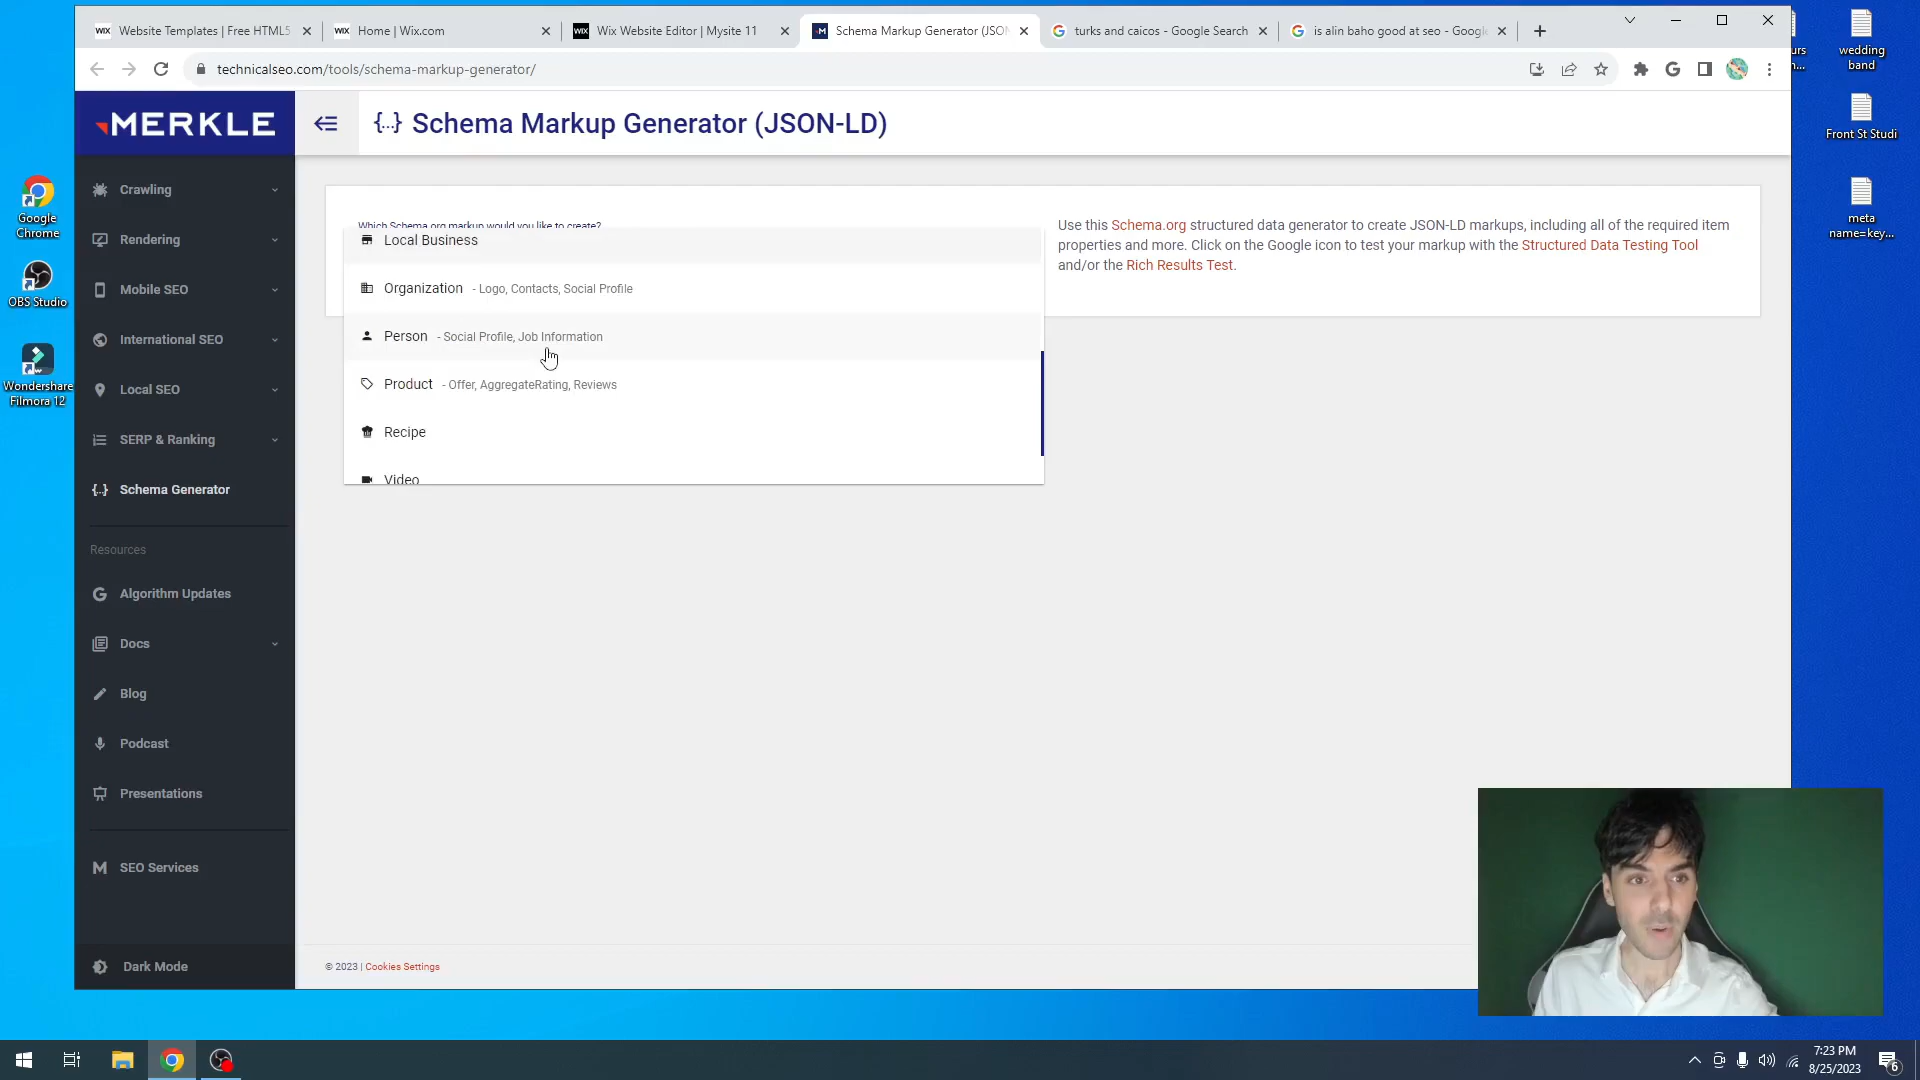 Website Templates | Free HTML5
Home | Wix.com
Wix Website Editor | Mysite 11
Schema Markup Generator (JSON
turks and caicos - Google Search
is alin baho good at seo - Google
technicalseo.com/tools/schema-markup-generator/
MERKLE
{...} Schema Markup Generator (JSON-LD)
Crawling
Rendering
Mobile SEO
International SEO
Local SEO
SERP & Ranking
Schema Generator
Resources
Algorithm Updates
Docs
Blog
Podcast
Presentations
SEO Services
Dark Mode
Which Schema.org markup would you like to create?
Local Business
Organization - Logo, Contacts, Social Profile
Person - Social Profile, Job Information
Product - Offer, AggregateRating, Reviews
Recipe
Video
Use this Schema.org structured data generator to create JSON-LD markups, including all of the required item
properties and more. Click on the Google icon to test your markup with the Structured Data Testing Tool
and/or the Rich Results Test.
© 2023 | Cookies Settings
Google
Chrome
OBS Studio
Wondershare
Filmora 12
wedding
band
Front St Studi
meta
name=key...
7:23 PM
8/25/2023
6